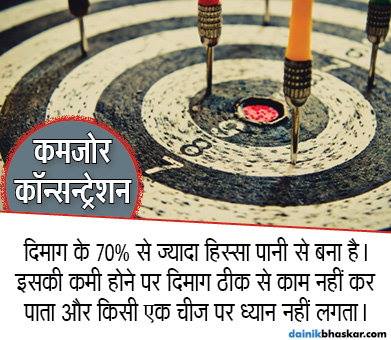 कमजोर
कॉन्सन्ट्रेशन
दिमाग के 70% से ज्यादा हिस्सा पानी से बना है।
इसकी कमी होने पर दिमाग ठीक से काम नहीं कर
पाता और किसी एक चीज पर ध्यान नहीं लगता।
dainikbhaskar.com